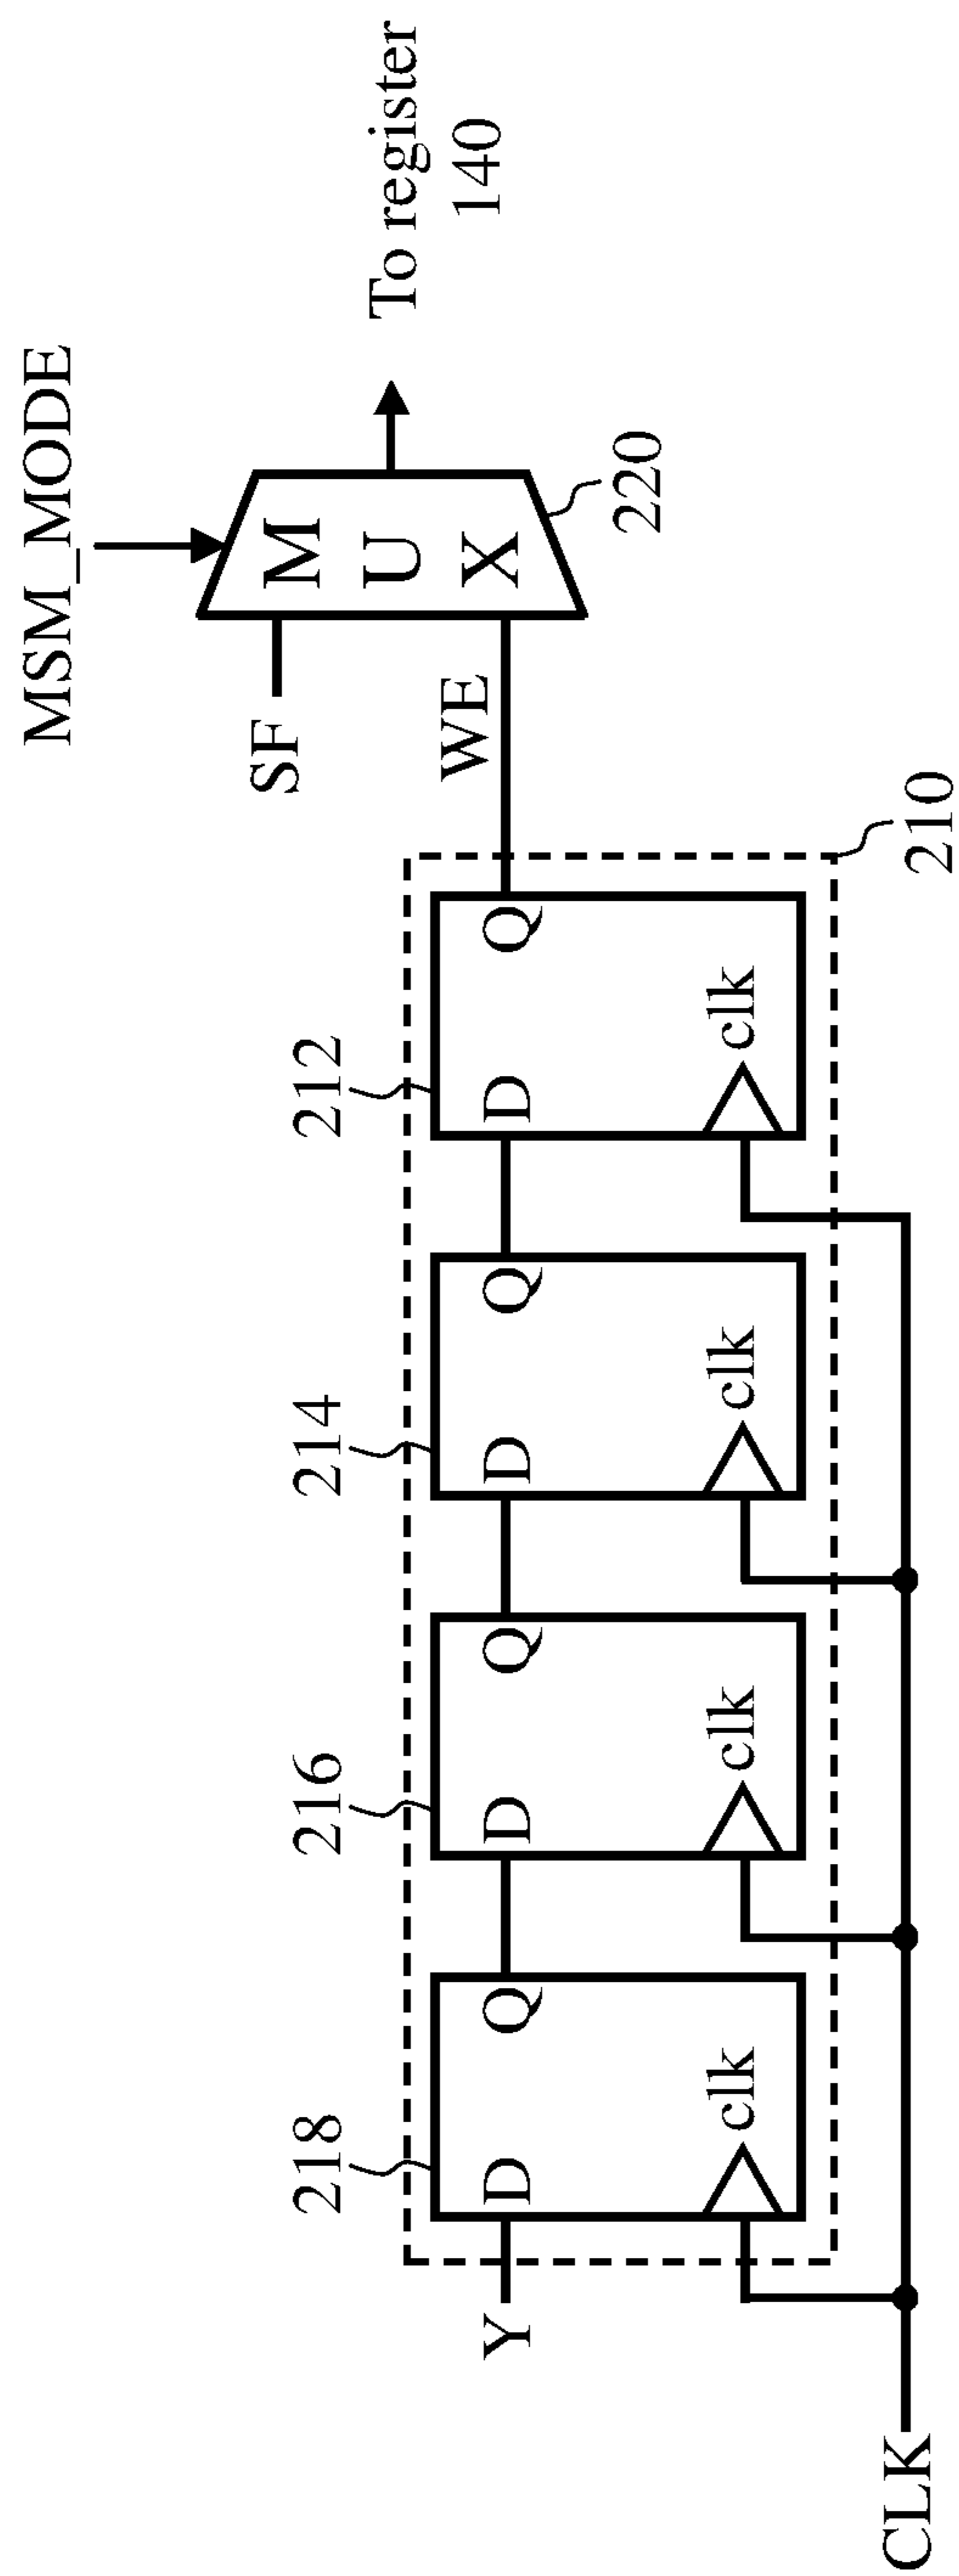 MSM_MODE
SF
M
U
X
To register
140
220
WE
218
216
214
212
Y
D
Q
clk
D
Q
clk
D
Q
clk
D
Q
clk
210
CLK